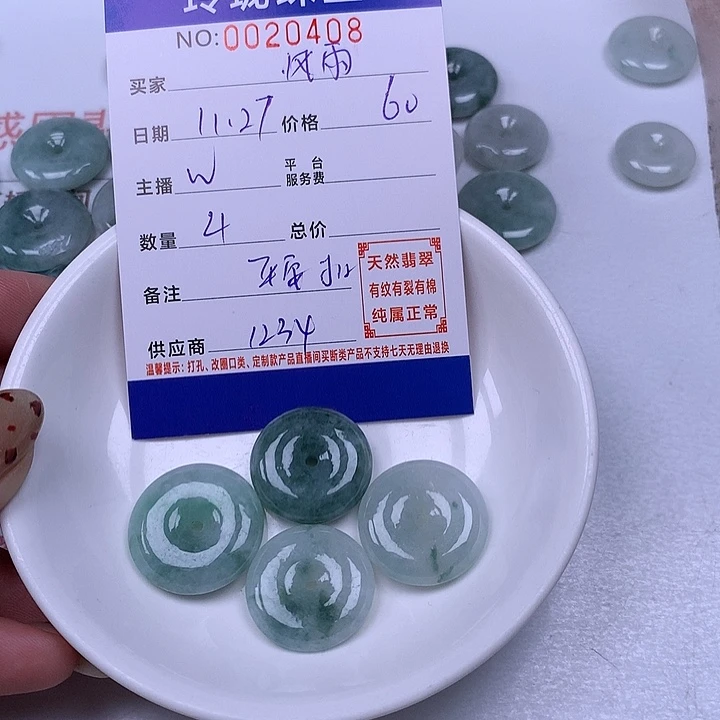 NO:0020408
买家 风雨
日期 11.27 价格 60
主播 W 平台服务费
数量 4 总价
备注
天然翡翠
有纹有裂有棉
纯属正常
供应商 1234
温馨提示:打孔、改圈口类、定制款产品直播间买断类产品不支持七天无理由退换